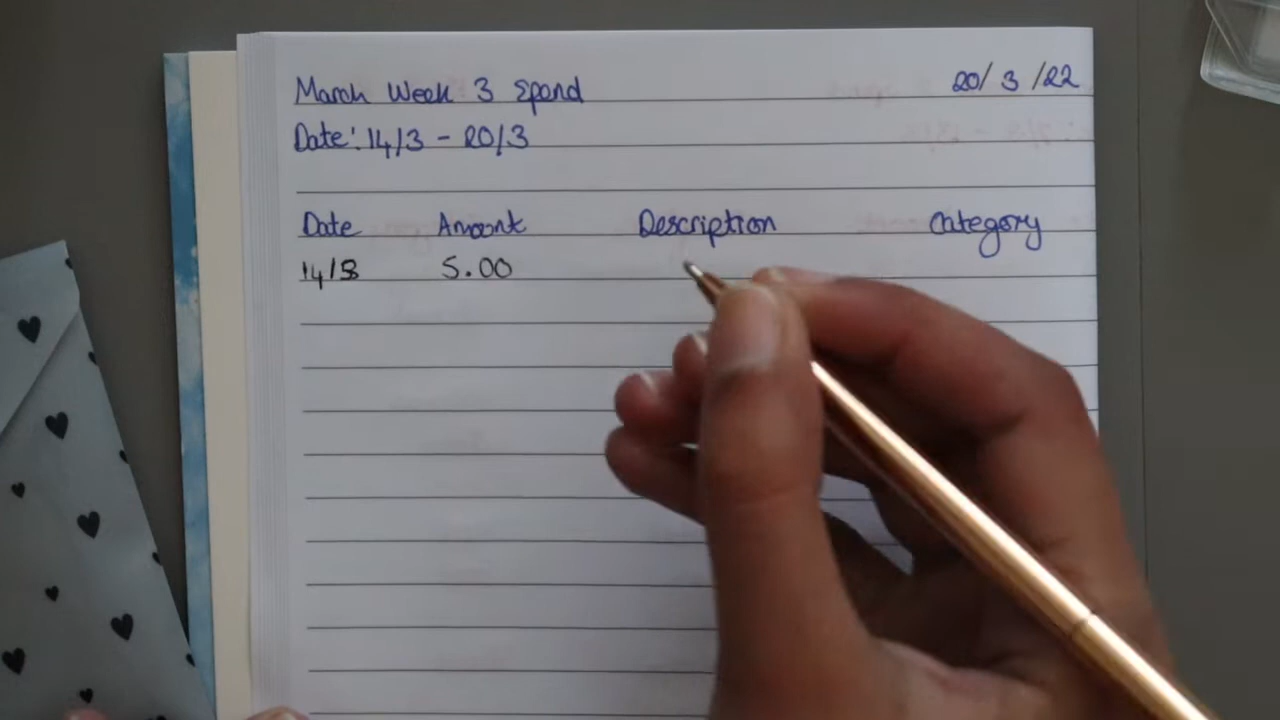 March Week 3 Spend 20/3/22
Date: 14/3 - 20/3
Date Amount Description Category
14/3 5.00